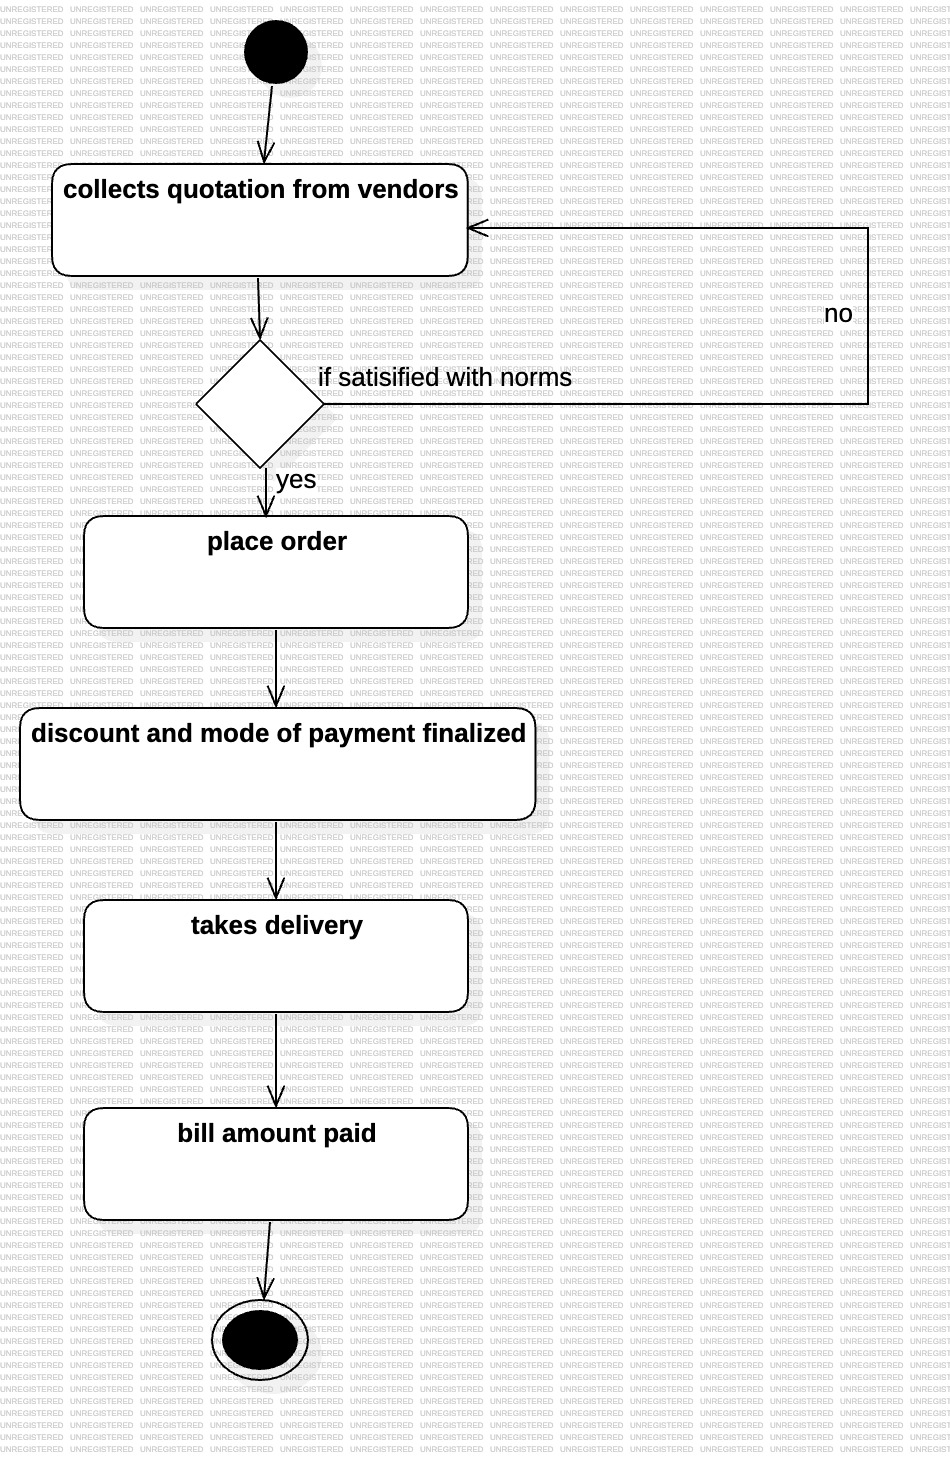 collects quotation from vendors
no
if satisified with norms
yes
place order
discount and mode of payment finalized
takes delivery
bill amount paid
UNREGISTERED